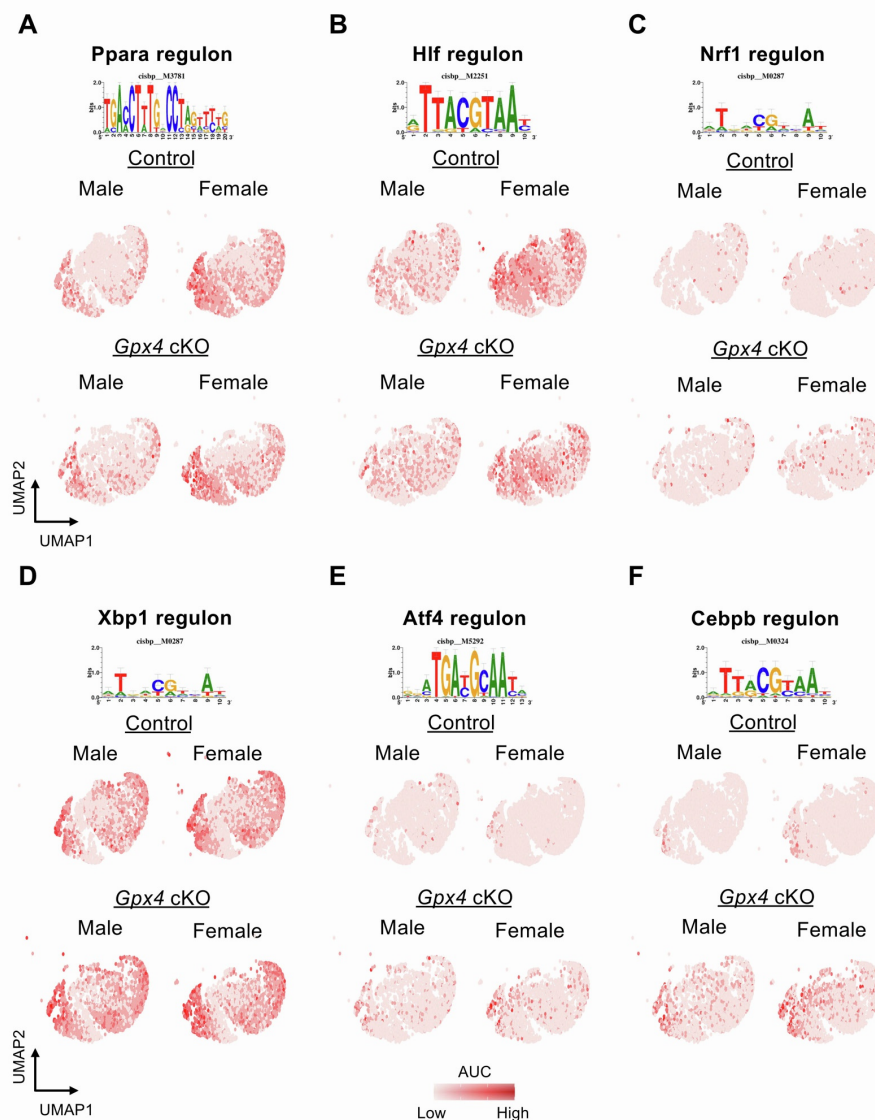 A
Ppara regulon
cisbp__M3781
Control
Male Female
Gpx4 cKO
Male Female
B
Hlf regulon
cisbp__M2251
Control
Male Female
Gpx4 cKO
Male Female
C
Nrf1 regulon
cisbp__M0287
Control
Male Female
Gpx4 cKO
Male Female
UMAP2
UMAP1
D
Xbp1 regulon
cisbp__M0287
Control
Male Female
Gpx4 cKO
Male Female
E
Atf4 regulon
cisbp__M5292
Control
Male Female
Gpx4 cKO
Male Female
F
Cebpb regulon
cisbp__M0324
Control
Male Female
Gpx4 cKO
Male Female
UMAP2
UMAP1
AUC
Low High